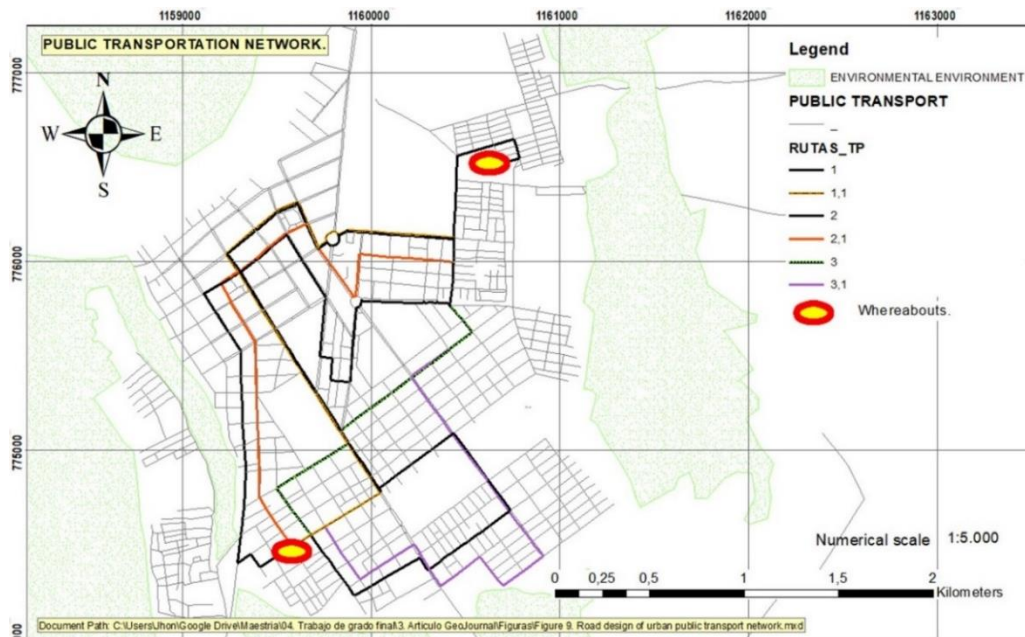 1159000 1160000 1161000 1162000 1163000
PUBLIC TRANSPORTATION NETWORK.
N
W E
S
777000
776000
775000
Legend
ENVIRONMENTAL ENVIRONMENT
PUBLIC TRANSPORT
_
RUTAS_TP
1
1,1
2
2,1
3
3,1
Whereabouts.
Numerical scale 1:5.000
0 0,25 0,5 1 1,5 2
Kilometers
Document Path: C:\Users\Jhon\Google Drive\Maestria\04. Trabajo de grado final\3. Articulo GeoJournal\Figuras\Figure 9. Road design of urban public transport network.mxd